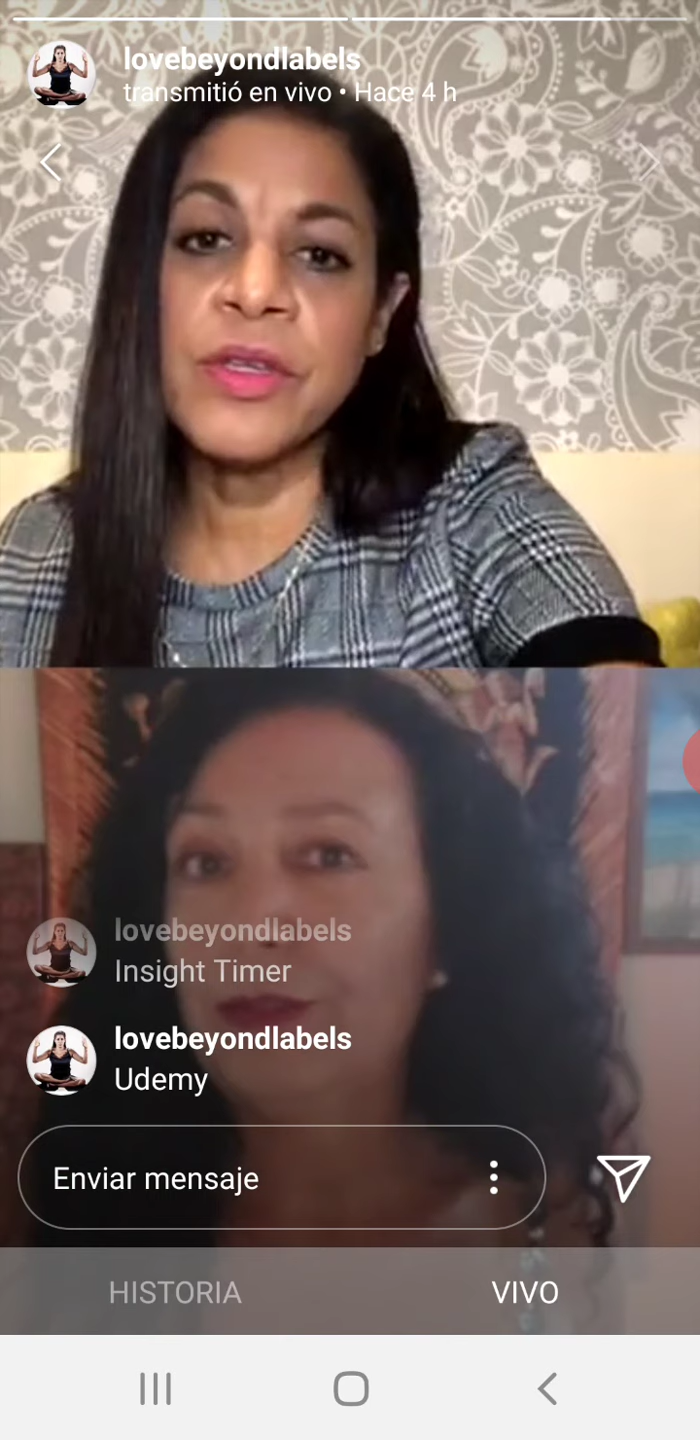 lovebeyondlabels
transmitió en vivo • Hace 4 h
lovebeyondlabels
Insight Timer
lovebeyondlabels
Udemy
Enviar mensaje
HISTORIA
VIVO